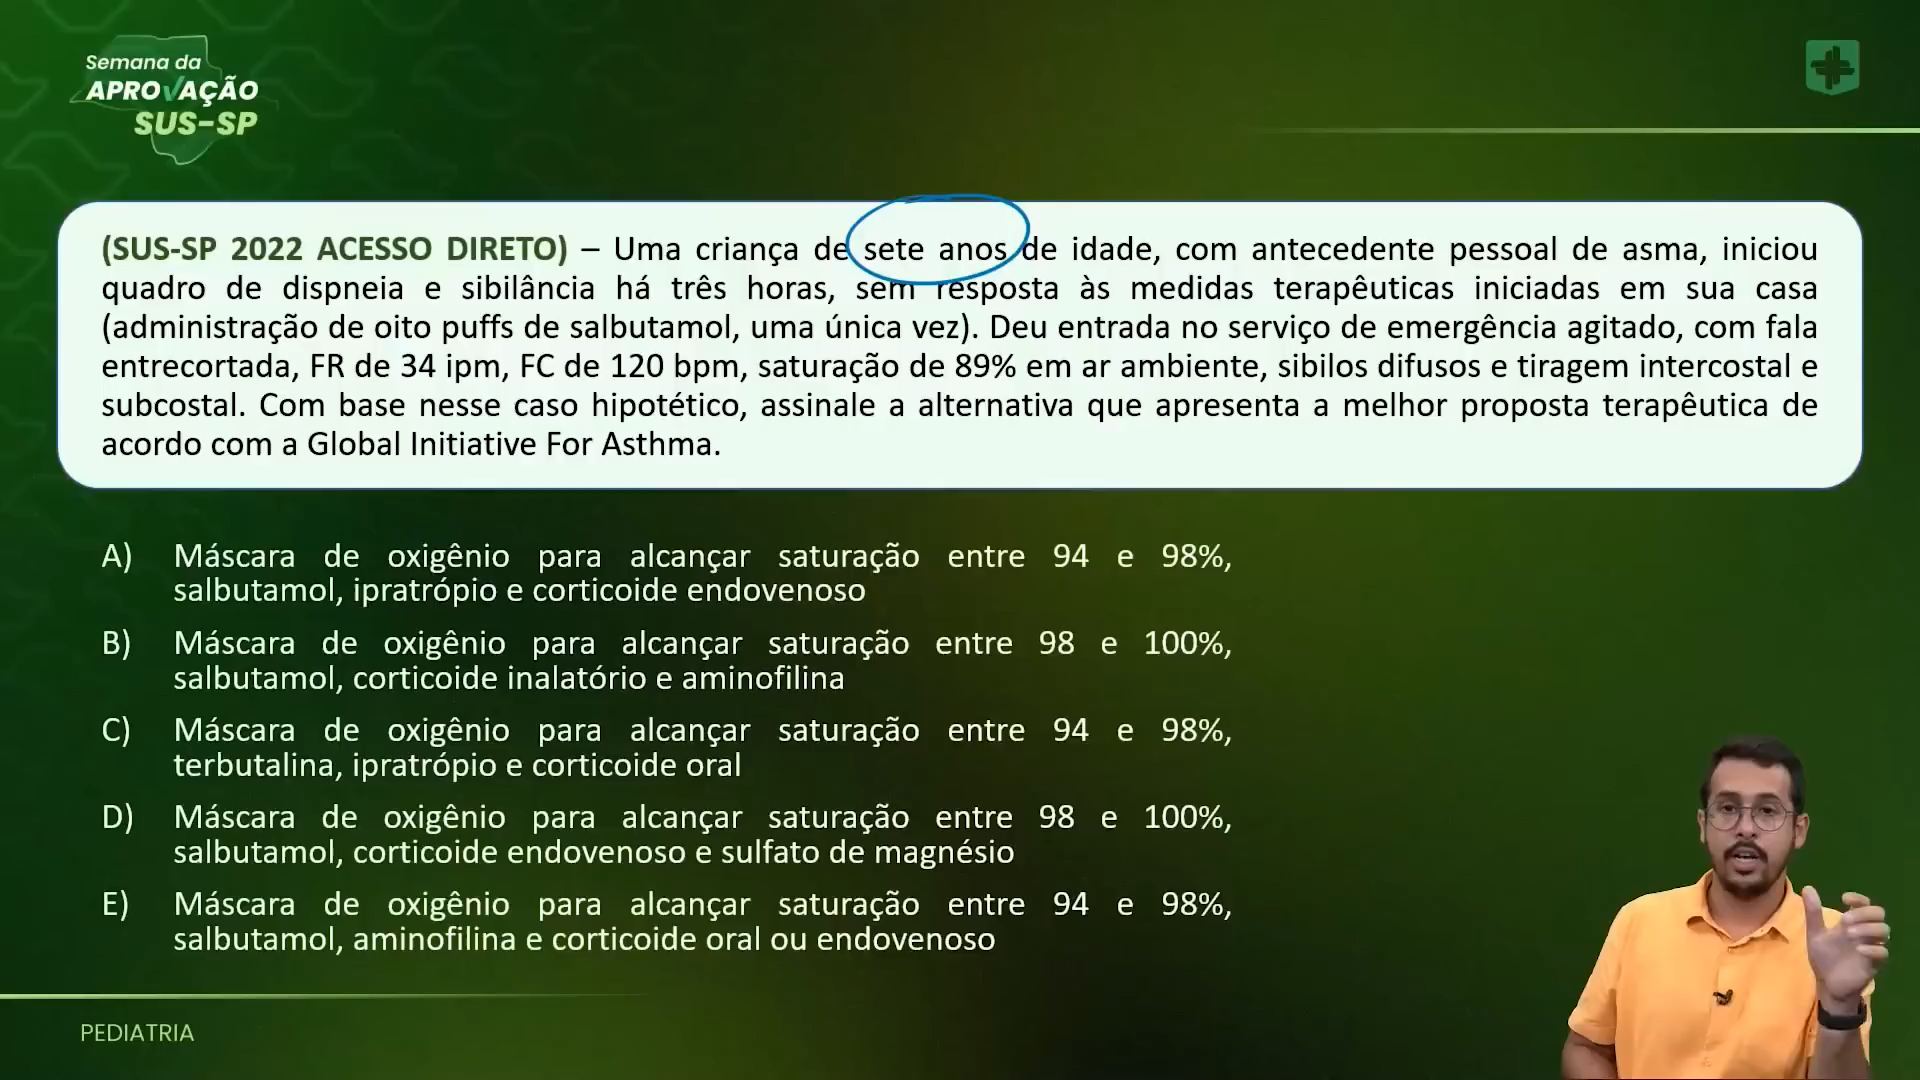 Semana da
APROVAÇÃO
SUS-SP
(SUS-SP 2022 ACESSO DIRETO) – Uma criança de sete anos de idade, com antecedente pessoal de asma, iniciou
quadro de dispneia e sibilância há três horas, sem resposta às medidas terapêuticas iniciadas em sua casa
(administração de oito puffs de salbutamol, uma única vez). Deu entrada no serviço de emergência agitado, com fala
entrecortada, FR de 34 ipm, FC de 120 bpm, saturação de 89% em ar ambiente, sibilos difusos e tiragem intercostal e
subcostal. Com base nesse caso hipotético, assinale a alternativa que apresenta a melhor proposta terapêutica de
acordo com a Global Initiative For Asthma.
A) Máscara de oxigênio para alcançar saturação entre 94 e 98%,
salbutamol, ipratrópio e corticoide endovenoso
B) Máscara de oxigênio para alcançar saturação entre 98 e 100%,
salbutamol, corticoide inalatório e aminofilina
C) Máscara de oxigênio para alcançar saturação entre 94 e 98%,
terbutalina, ipratrópio e corticoide oral
D) Máscara de oxigênio para alcançar saturação entre 98 e 100%,
salbutamol, corticoide endovenoso e sulfato de magnésio
E) Máscara de oxigênio para alcançar saturação entre 94 e 98%,
salbutamol, aminofilina e corticoide oral ou endovenoso
PEDIATRIA